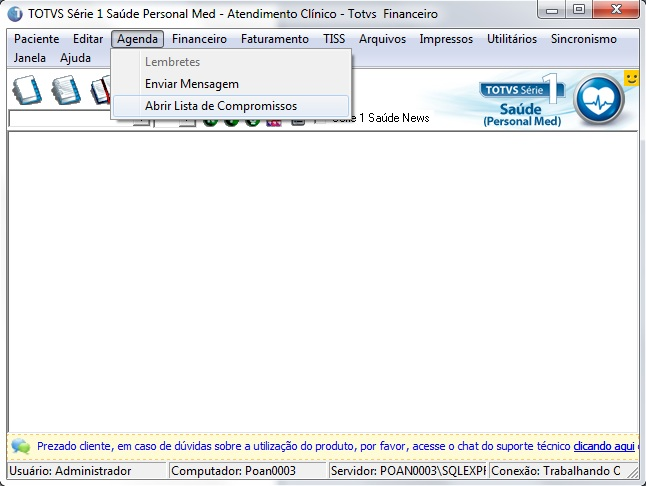 TOTVS Série 1 Saúde Personal Med - Atendimento Clínico - Totvs Financeiro
Paciente Editar Agenda Financeiro Faturamento TISS Arquivos Impressos Utilitários Sincronismo
Janela Ajuda
Lembretes
Enviar Mensagem
Abrir Lista de Compromissos
TOTVS Série 1
Saúde
(Personal Med)
Série 1 Saúde News
Prezado cliente, em caso de dúvidas sobre a utilização do produto, por favor, acesse o chat do suporte técnico clicando aqui
Usuário: Administrador Computador: Poan0003 Servidor: POAN0003\SQLEXPR Conexão: Trabalhando O